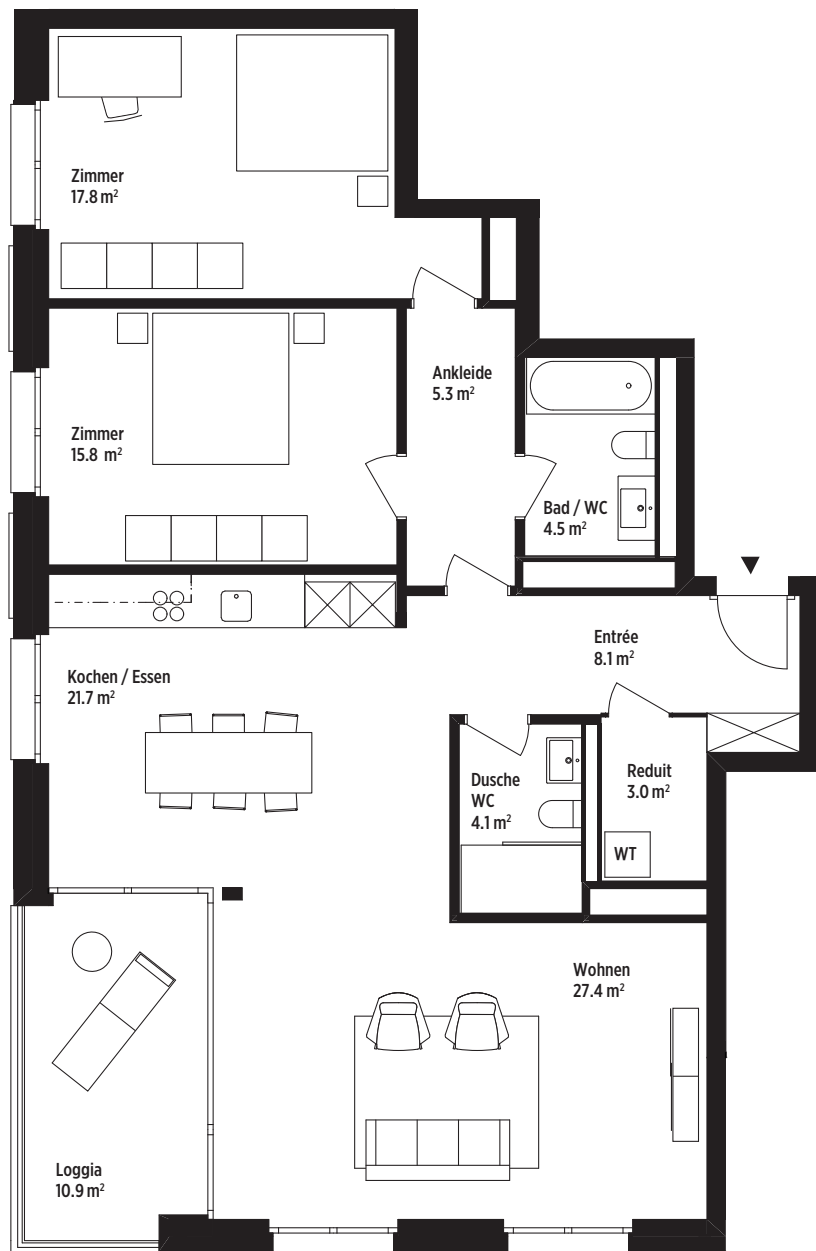 Zimmer
17.8 m²
Ankleide
5.3 m²
Zimmer
15.8 m²
Bad / WC
4.5 m²
Entrée
8.1 m²
Kochen / Essen
21.7 m²
Dusche
WC
4.1 m²
Reduit
3.0 m²
WT
Wohnen
27.4 m²
Loggia
10.9 m²